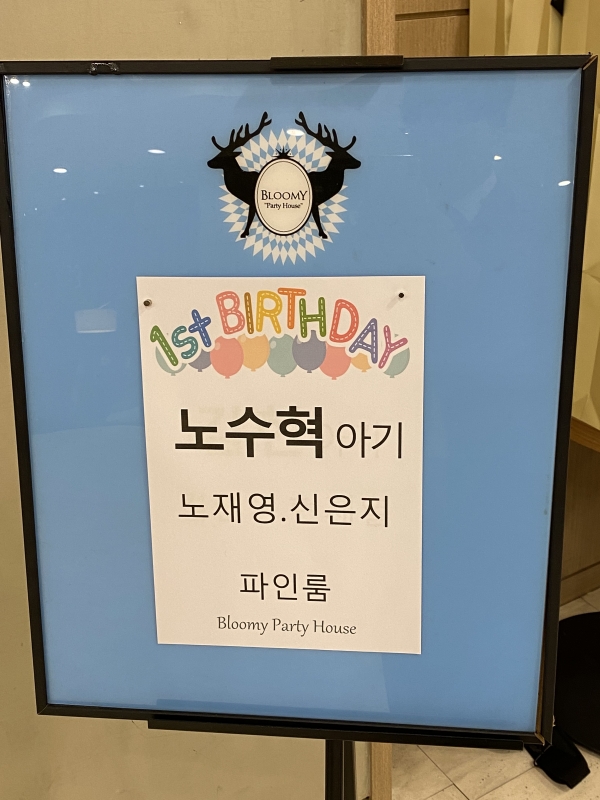 BLOOMY
"Party House"
1st BIRTHDAY
노수혁 아기
노재영.신은지
파인룸
Bloomy Party House